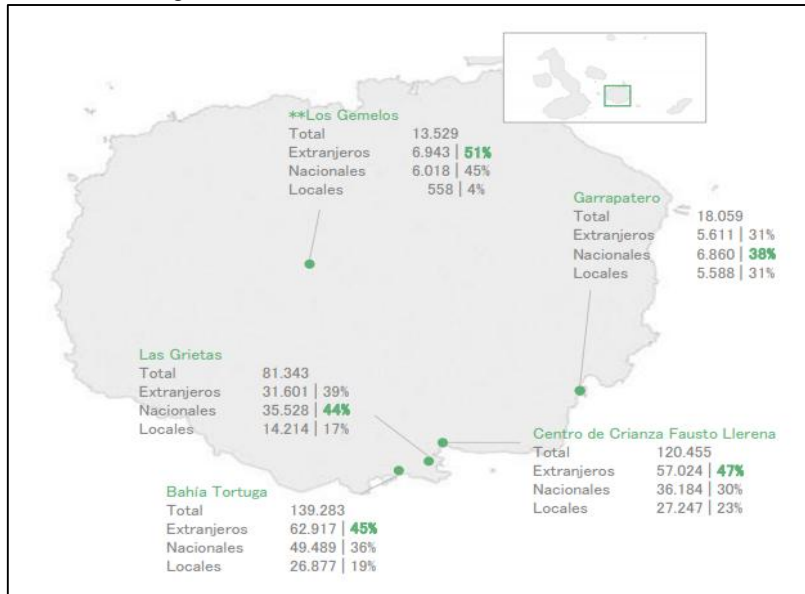 **Los Gemelos
Total 13.529
Extranjeros 6.943 | 51%
Nacionales 6.018 | 45%
Locales 558 | 4%
Garrapatero
Total 18.059
Extranjeros 5.611 | 31%
Nacionales 6.860 | 38%
Locales 5.588 | 31%
Las Grietas
Total 81.343
Extranjeros 31.601 | 39%
Nacionales 35.528 | 44%
Locales 14.214 | 17%
Centro de Crianza Fausto Llerena
Total 120.455
Extranjeros 57.024 | 47%
Nacionales 36.184 | 30%
Locales 27.247 | 23%
Bahía Tortuga
Total 139.283
Extranjeros 62.917 | 45%
Nacionales 49.489 | 36%
Locales 26.877 | 19%